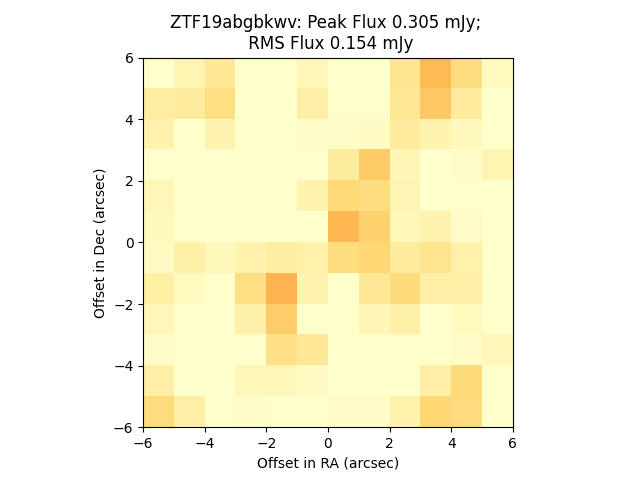 ZTF19abgbkwv: Peak Flux 0.305 mJy;
RMS Flux 0.154 mJy
6
4
2
0
−2
−4
−6
Offset in Dec (arcsec)
−6 −4 −2 0 2 4 6
Offset in RA (arcsec)